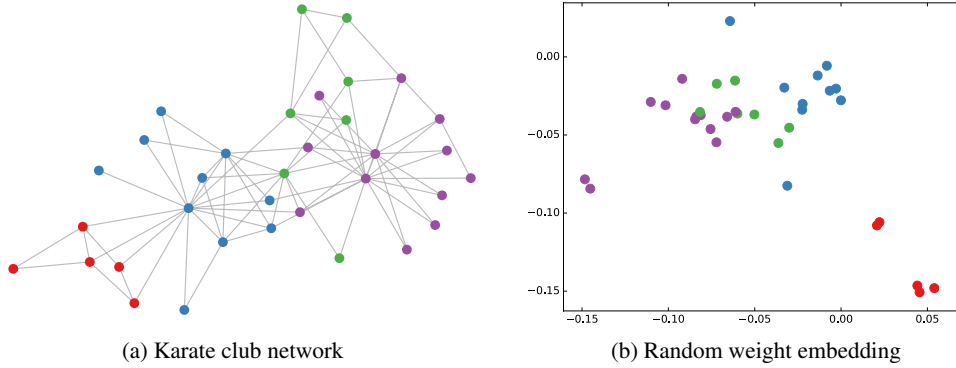 0.00
−0.05
−0.10
−0.15
−0.15 −0.10 −0.05 0.00 0.05
(a) Karate club network
(b) Random weight embedding